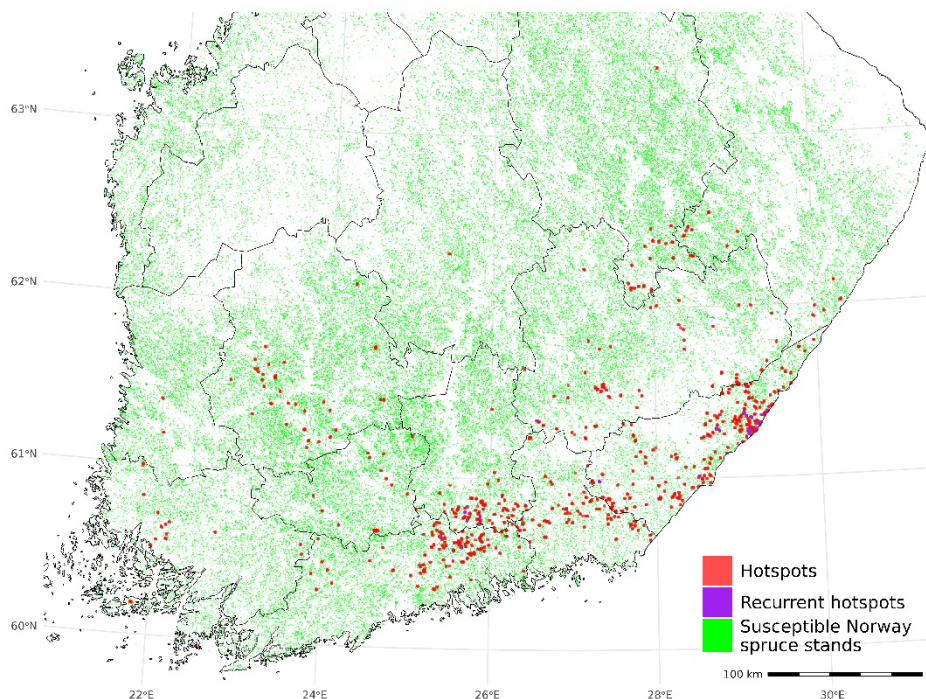 63°N
62°N
61°N
60°N
Hotspots
Recurrent hotspots
Susceptible Norway
spruce stands
100 km
22°E
24°E
26°E
28°E
30°E